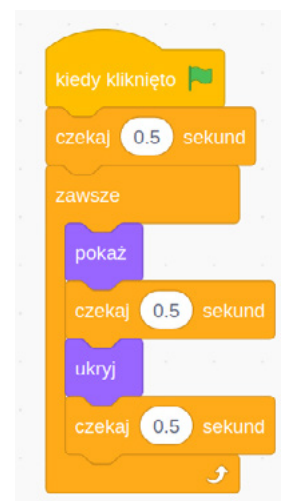 kiedy kliknięto
czekaj 0.5 sekund
zawsze
pokaż
czekaj 0.5 sekund
ukryj
czekaj 0.5 sekund